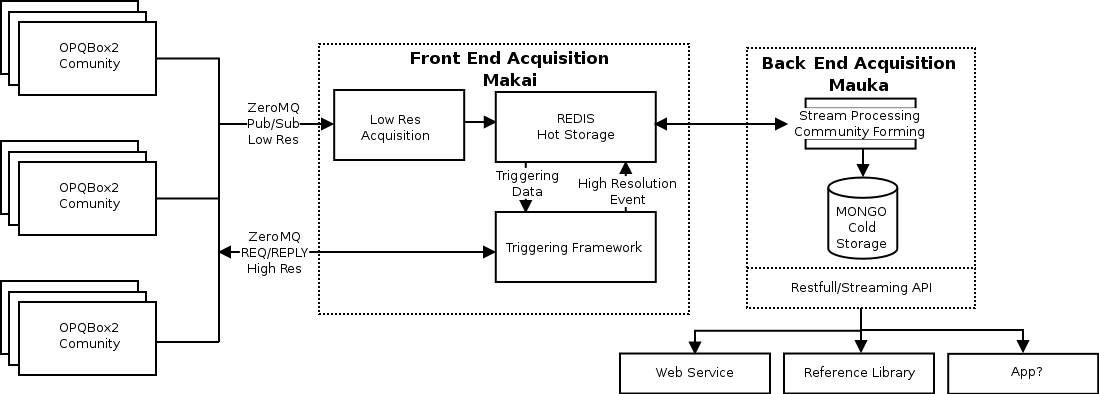 OPQBox2
Comunity
OPQBox2
Comunity
OPQBox2
Comunity
ZeroMQ
Pub/Sub
Low Res
ZeroMQ
REQ/REPLY
High Res
Front End Acquisition
Makai
Low Res
Acquisition
REDIS
Hot Storage
Triggering
Data
High Resolution
Event
Triggering Framework
Back End Acquisition
Mauka
Stream Processing
Community Forming
MONGO
Cold
Storage
Restfull/Streaming API
Web Service
Reference Library
App?